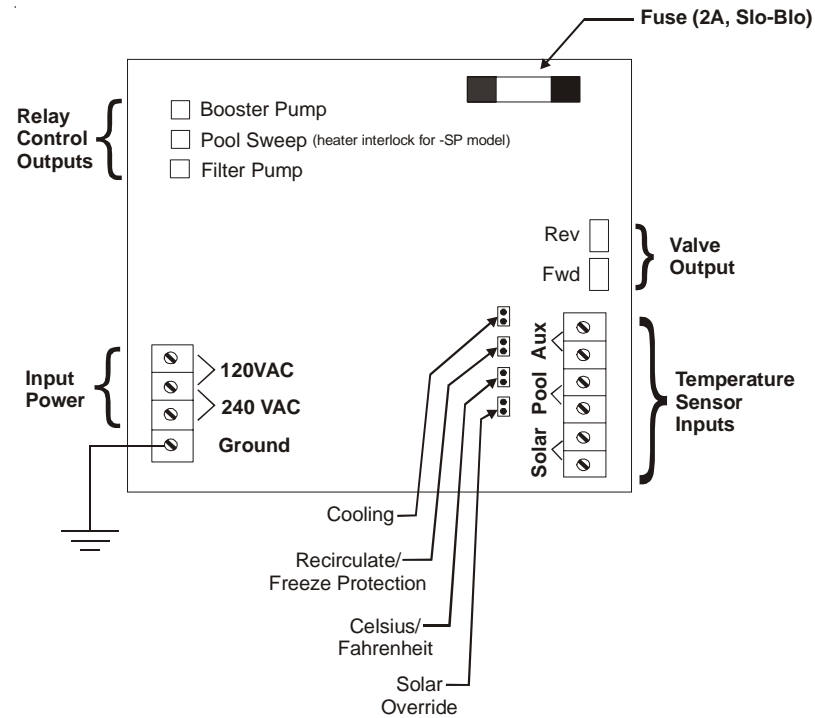 Fuse (2A, Slo-Blo)
Relay
Control
Outputs
Booster Pump
Pool Sweep (heater interlock for -SP model)
Filter Pump
Rev
Fwd
Valve
Output
Input
Power
120VAC
240 VAC
Ground
Aux
Pool
Solar
Temperature
Sensor
Inputs
Cooling
Recirculate/
Freeze Protection
Celsius/
Fahrenheit
Solar
Override